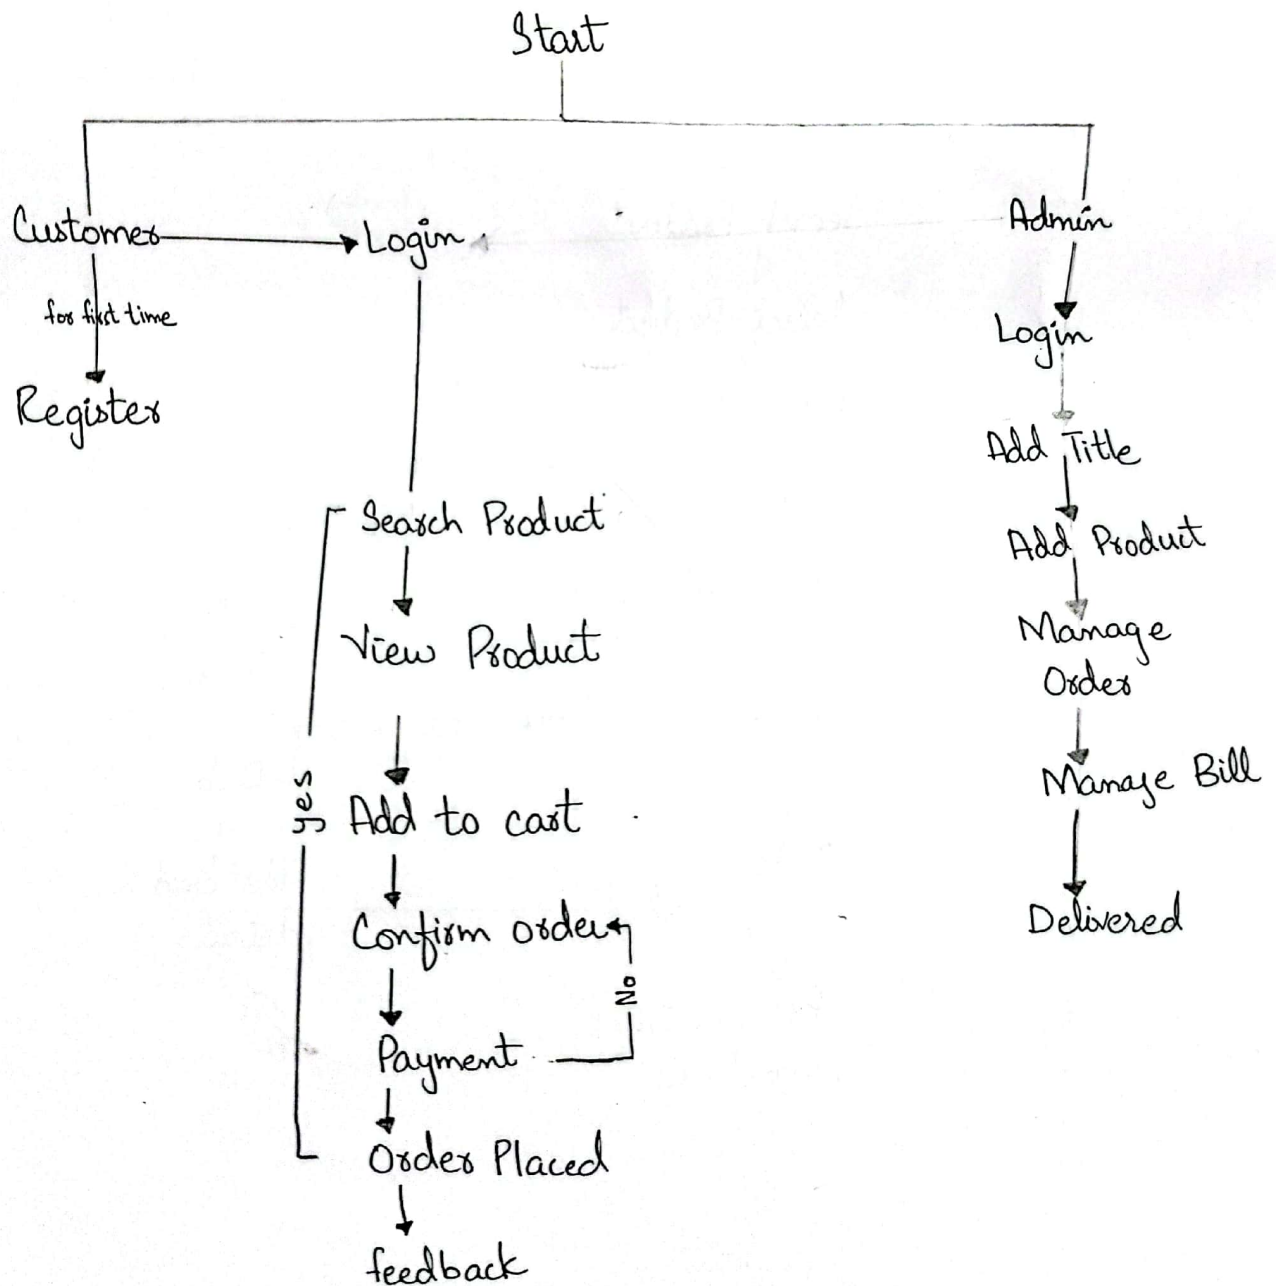 Start
Customer
Login
Admin
for first time
Login
Register
Add Title
Search Product
Add Product
View Product
Manage
Order
Manage Bill
yes
Add to cart
Confirm order
Delivered
No
Payment
Order Placed
feedback